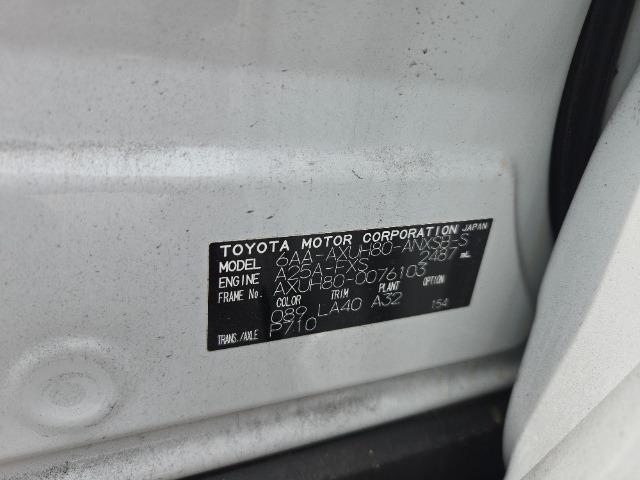 TOYOTA MOTOR CORPORATION JAPAN
MODEL 6AA-AXUH80-ANXSB-S
ENGINE A25A-FXS 2487 mL
FRAME No. AXUH80-0076103
COLOR TRIM PLANT OPTION
089 LA40 A32 154
TRANS./AXLE P710